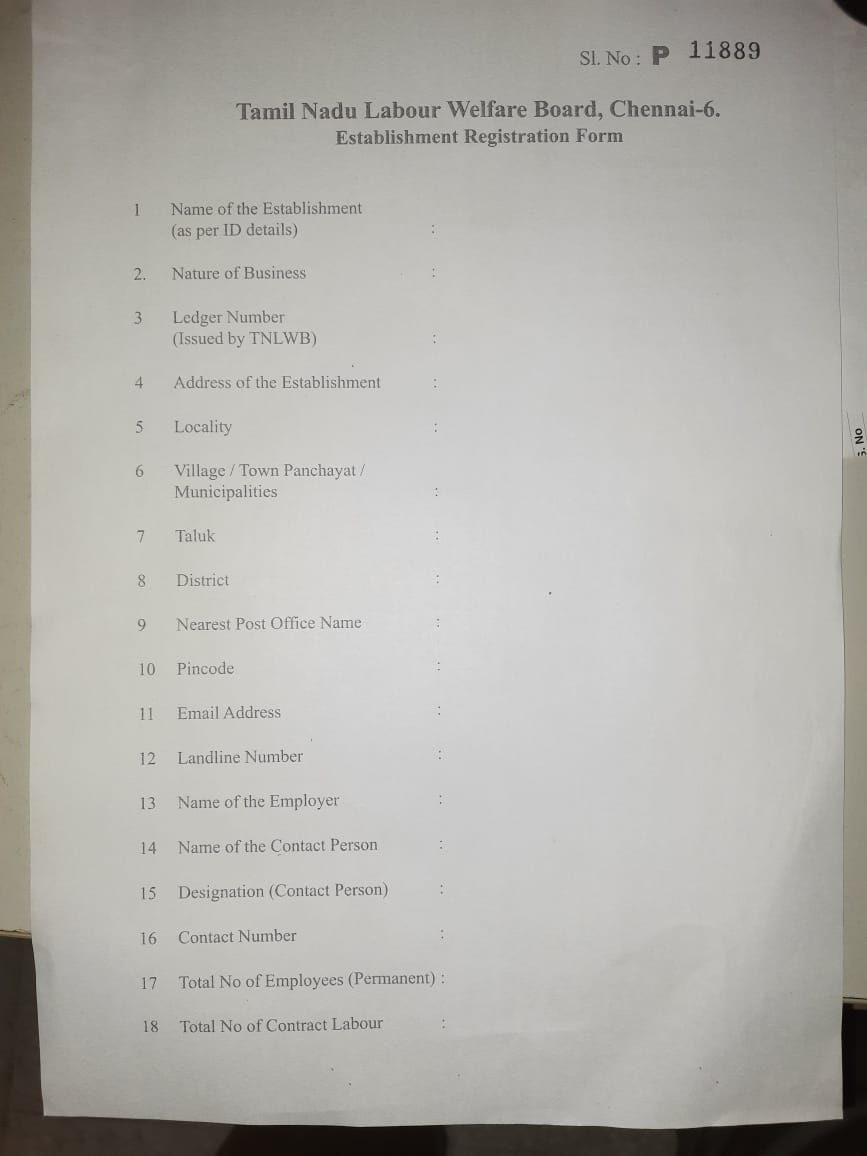 Sl. No : P 11889
Tamil Nadu Labour Welfare Board, Chennai-6.
Establishment Registration Form
1 Name of the Establishment
(as per ID details) :
2. Nature of Business :
3 Ledger Number
(Issued by TNLWB) :
4 Address of the Establishment :
5 Locality :
6 Village / Town Panchayat /
Municipalities :
7 Taluk :
8 District :
9 Nearest Post Office Name :
10 Pincode :
11 Email Address :
12 Landline Number :
13 Name of the Employer :
14 Name of the Contact Person :
15 Designation (Contact Person) :
16 Contact Number :
17 Total No of Employees (Permanent) :
18 Total No of Contract Labour :
S. No